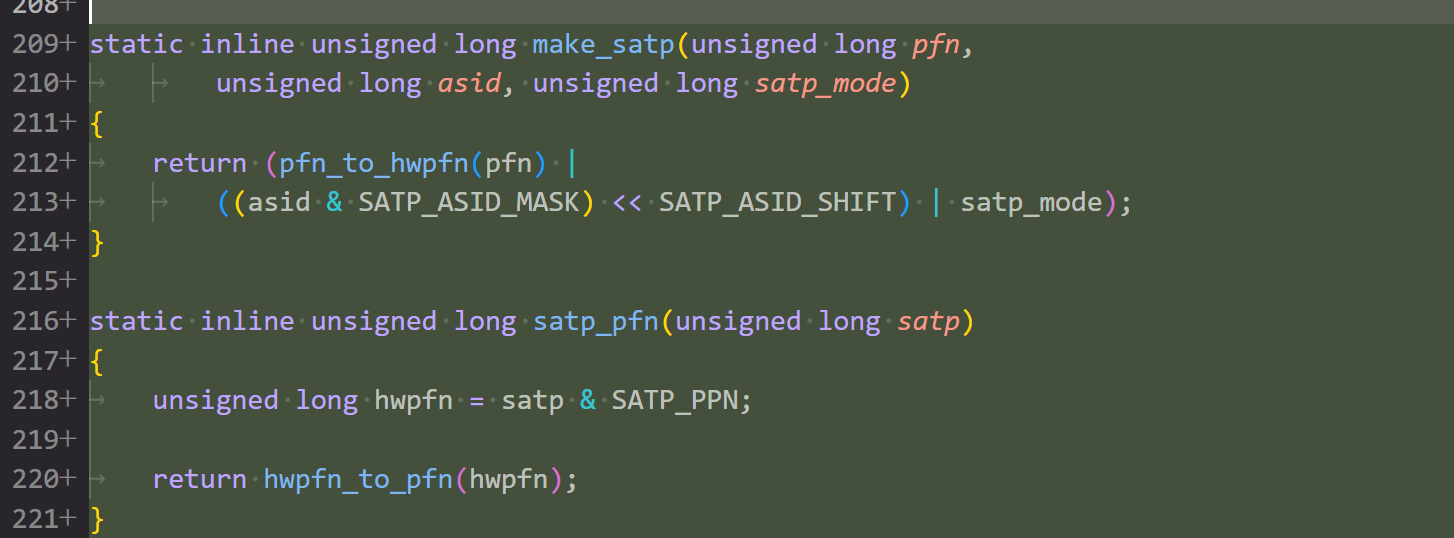 208+
209+ static inline unsigned long make_satp(unsigned long pfn,
210+ unsigned long asid, unsigned long satp_mode)
211+ {
212+ return (pfn_to_hwpfn(pfn) |
213+ ((asid & SATP_ASID_MASK) << SATP_ASID_SHIFT) | satp_mode);
214+ }
215+
216+ static inline unsigned long satp_pfn(unsigned long satp)
217+ {
218+ unsigned long hwpfn = satp & SATP_PPN;
219+
220+ return hwpfn_to_pfn(hwpfn);
221+ }